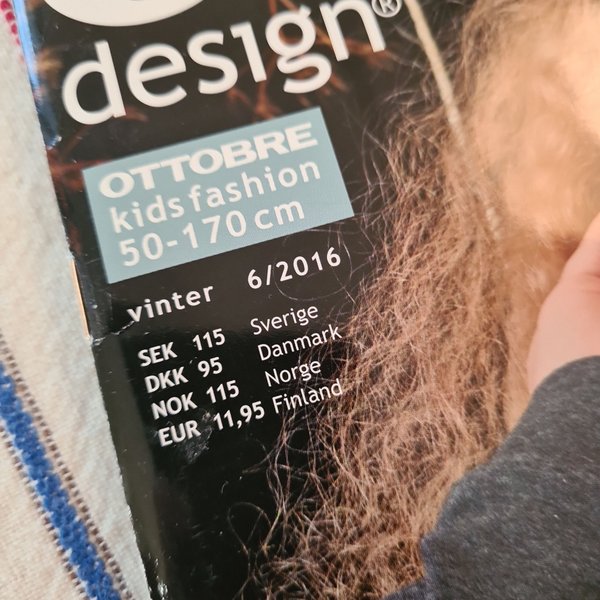 design®
OTTOBRE
kids fashion
50-170 cm
vinter 6/2016
SEK 115 Sverige
DKK 95 Danmark
NOK 115 Norge
EUR 11,95 Finland